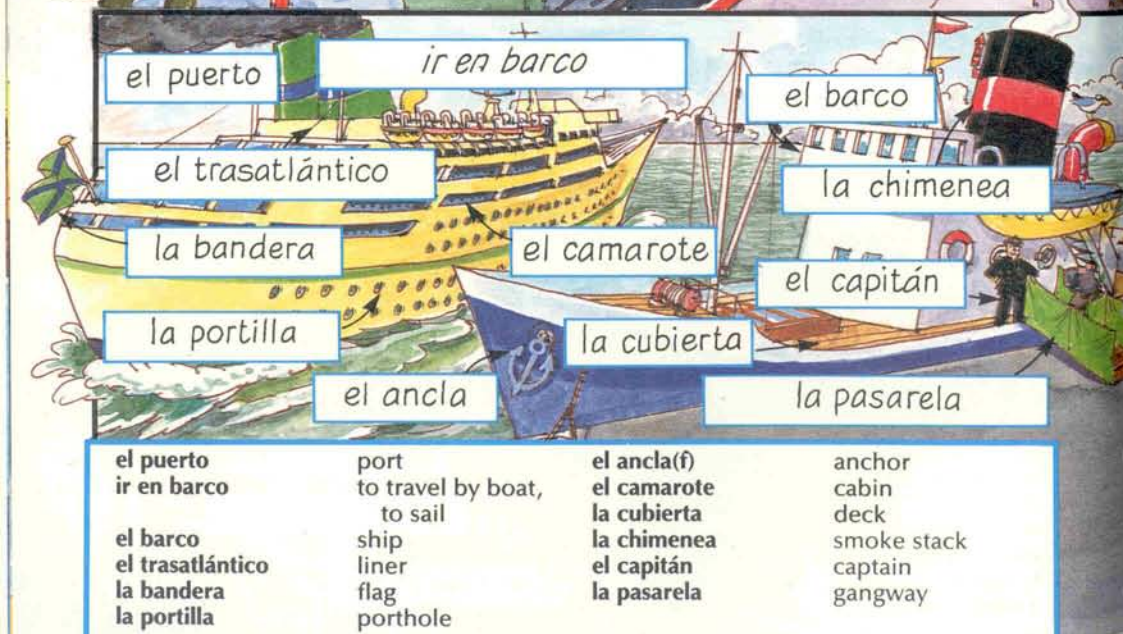 el puerto
ir en barco
el barco
el trasatlántico
la chimenea
la bandera
el camarote
el capitán
la portilla
la cubierta
el ancla
la pasarela
el puerto port
ir en barco to travel by boat,
to sail
el barco ship
el trasatlántico liner
la bandera flag
la portilla porthole
el ancla(f) anchor
el camarote cabin
la cubierta deck
la chimenea smoke stack
el capitán captain
la pasarela gangway